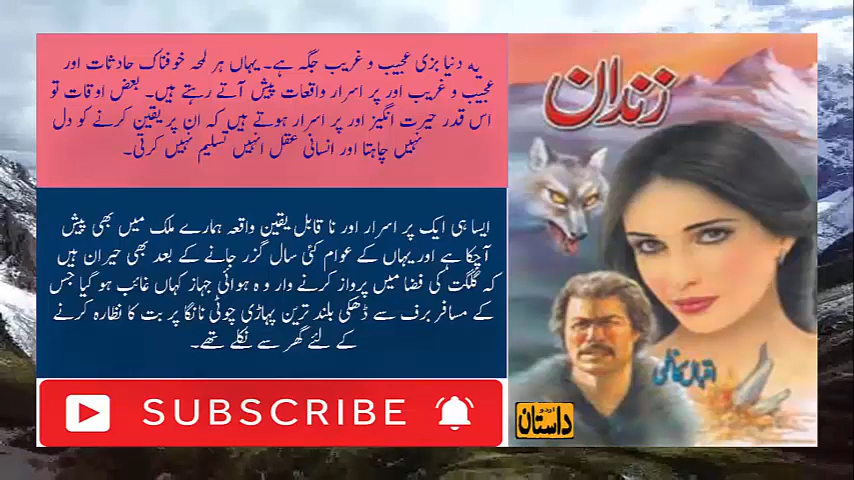 یہ دنیا بڑی عجیب و غریب جگہ ہے۔ یہاں ہر لمحہ خوفناک حادثات اور
عجیب و غریب اور پر اسرار واقعات پیش آتے رہتے ہیں۔ بعض اوقات تو
اس قدر حیرت انگیز اور پر اسرار ہوتے ہیں کہ ان پر یقین کرنے کو دل
نہیں چاہتا اور انسانی عقل انہیں تسلیم نہیں کرتی۔
ایسا ہی ایک پر اسرار اور نا قابل یقین واقعہ ہمارے ملک میں بھی پیش
آچکا ہے اور یہاں کے عوام کئی سال گزر جانے کے بعد بھی حیران ہیں
کہ گلگت کی فضا میں پرواز کرنے وار وہ ہوائی جہاز کہاں غائب ہو گیا جس
کے مسافر برف سے ڈھکی بلند ترین پہاڑی چوٹی نانگا پر بت کا نظارہ کرنے
کے لئے گھر سے نکلے تھے۔
SUBSCRIBE
زندان
اردو
داستان